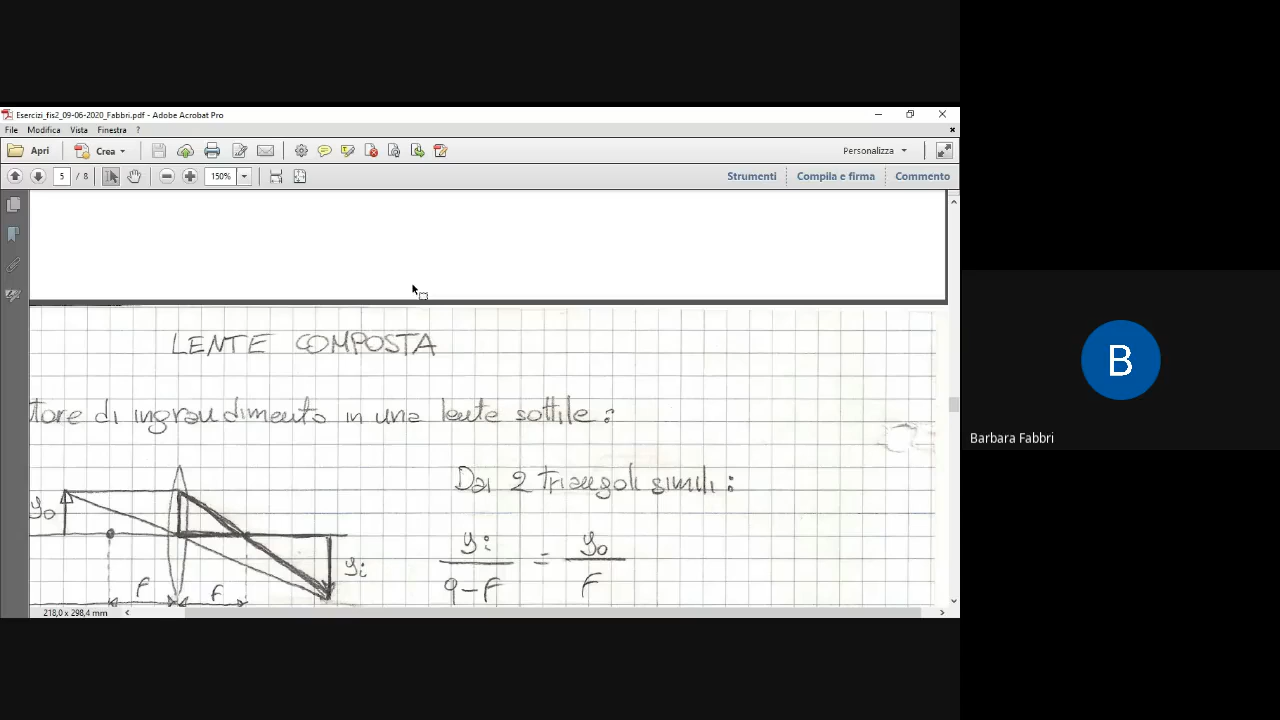 Esercizi_fis2_09-06-2020_Fabbri.pdf - Adobe Acrobat Pro
File Modifica Vista Finestra ?
Apri Crea Personalizza
5 / 8 150% Strumenti Compila e firma Commento
LENTE COMPOSTA
tore di ingrandimento in una lente sottile:
Dai 2 triangoli simili:
yo
yi
yi / q-f = yo / f
f f
218,0 x 298,4 mm
B
Barbara Fabbri